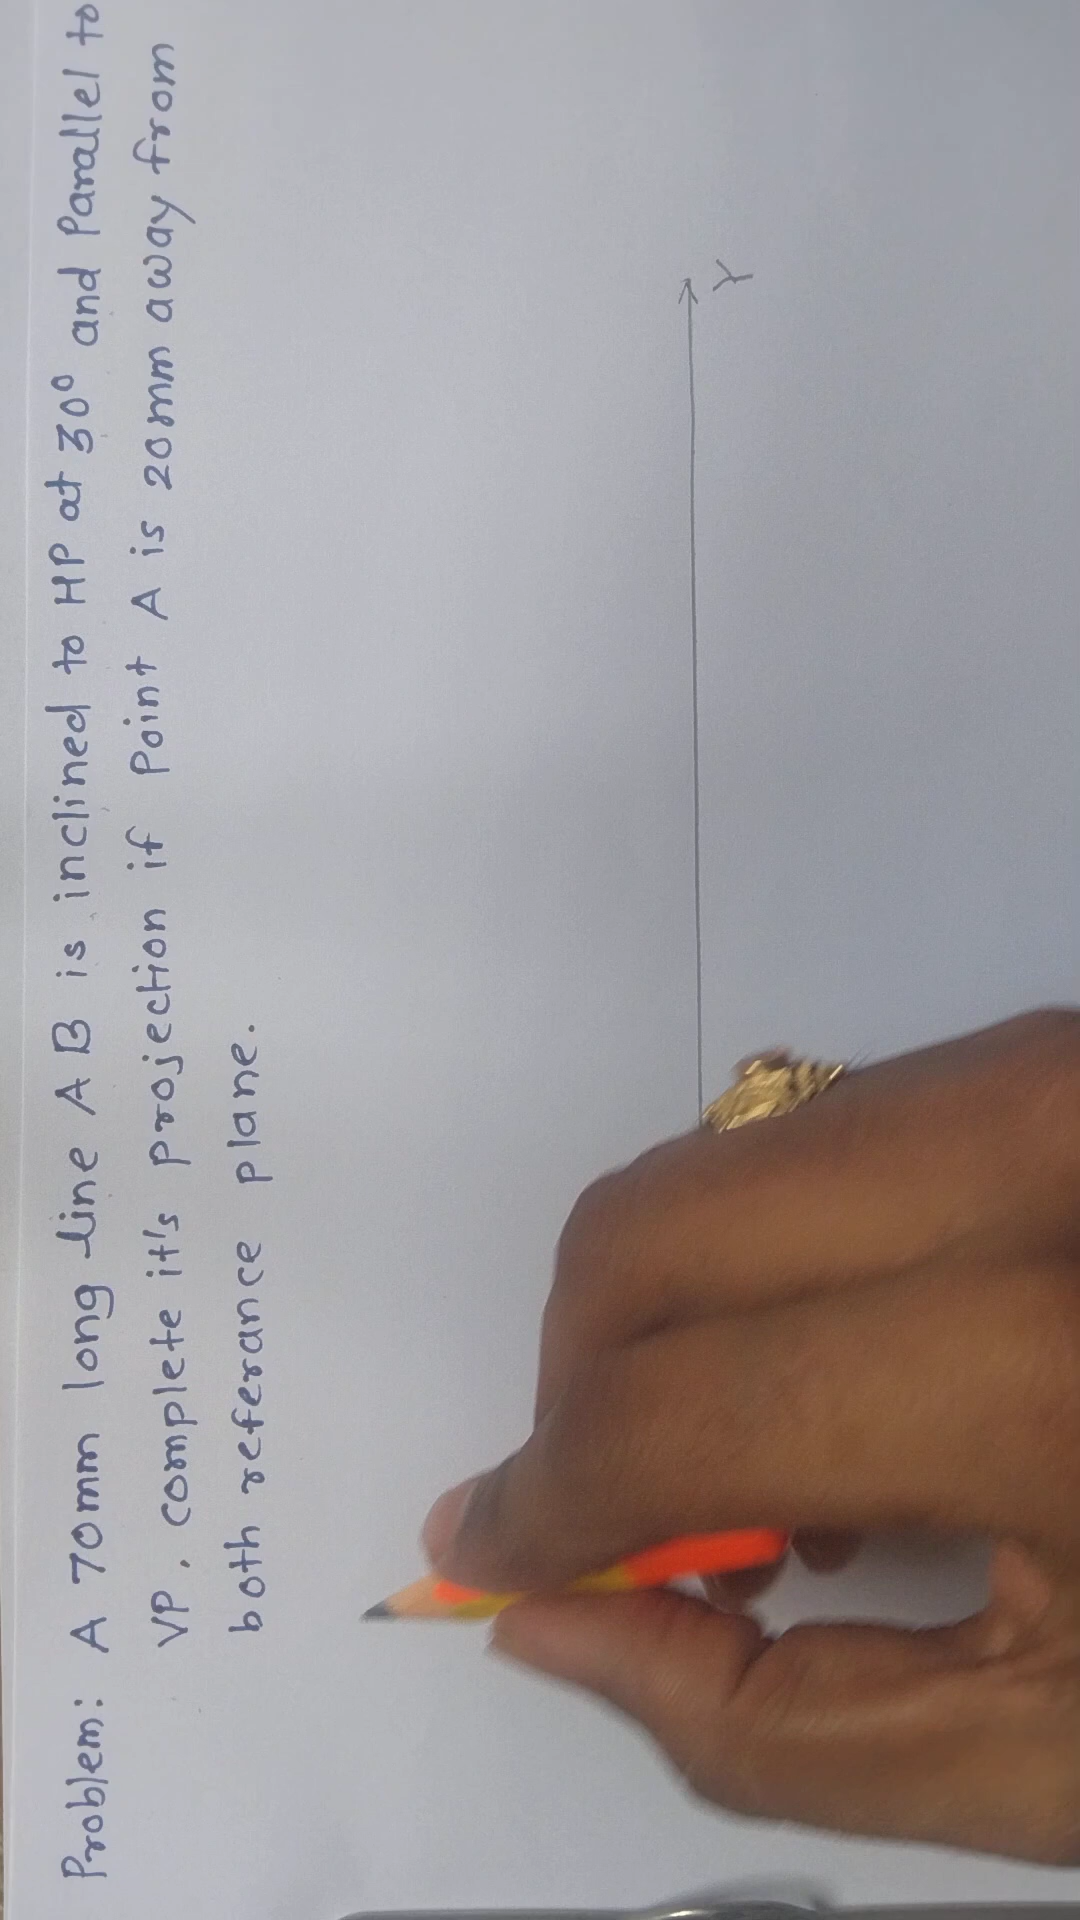 Problem: A 70mm long line AB is inclined to HP at 30° and Parallel to
VP, complete it's projection if Point A is 20mm away from
both referance plane.
Y